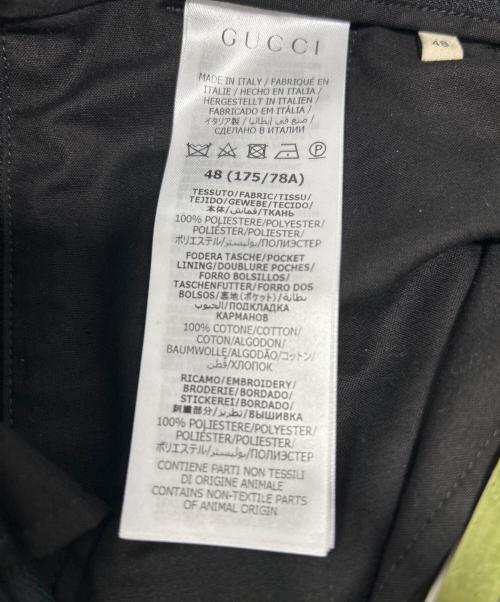 GUCCI
48
MADE IN ITALY / FABRIQUÉ EN
ITALIE / HECHO EN ITALIA /
HERGESTELLT IN ITALIEN /
FABRICADO EM ITÁLIA /
イタリア製 / صنع في إيطاليا /
СДЕЛАНО В ИТАЛИИ
48 (175/78A)
TESSUTO/FABRIC/TISSU/
TEJIDO/GEWEBE/TECIDO/
本体/قماش/ТКАНЬ
100% POLIESTERE/POLYESTER/
POLYESTER/POLIÉSTER/
ポリエステル/بوليستر/ПОЛИЭСТЕР
FODERA TASCHE/POCKET
LINING/DOUBLURE POCHES/
FORRO BOLSILLOS/
TASCHENFUTTER/FORRO DOS
BOLSOS/裏地(ポケット)/بطانة
الجيوب/ПОДКЛАДКА
КАРМАНОВ
100% COTONE/COTTON/
COTON/ALGODON/
BAUMWOLLE/ALGODÃO/コットン/
قطن/ХЛОПОК
RICAMO/EMBROIDERY/
BRODERIE/BORDADO/
STICKEREI/BORDADO/
刺繍部分/تطريز/ВЫШИВКА
100% POLIESTERE/POLYESTER/
POLYESTER/POLIÉSTER/
ポリエステル/بوليستر/ПОЛИЭСТЕР
CONTIENE PARTI NON TESSILI
DI ORIGINE ANIMALE
CONTAINS NON-TEXTILE PARTS
OF ANIMAL ORIGIN